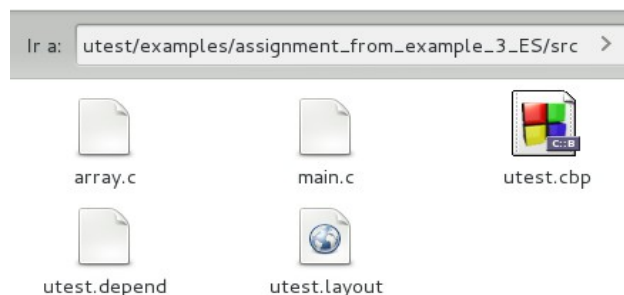 Ir a: utest/examples/assignment_from_example_3_ES/src >
C::B
array.c main.c utest.cbp
utest.depend utest.layout